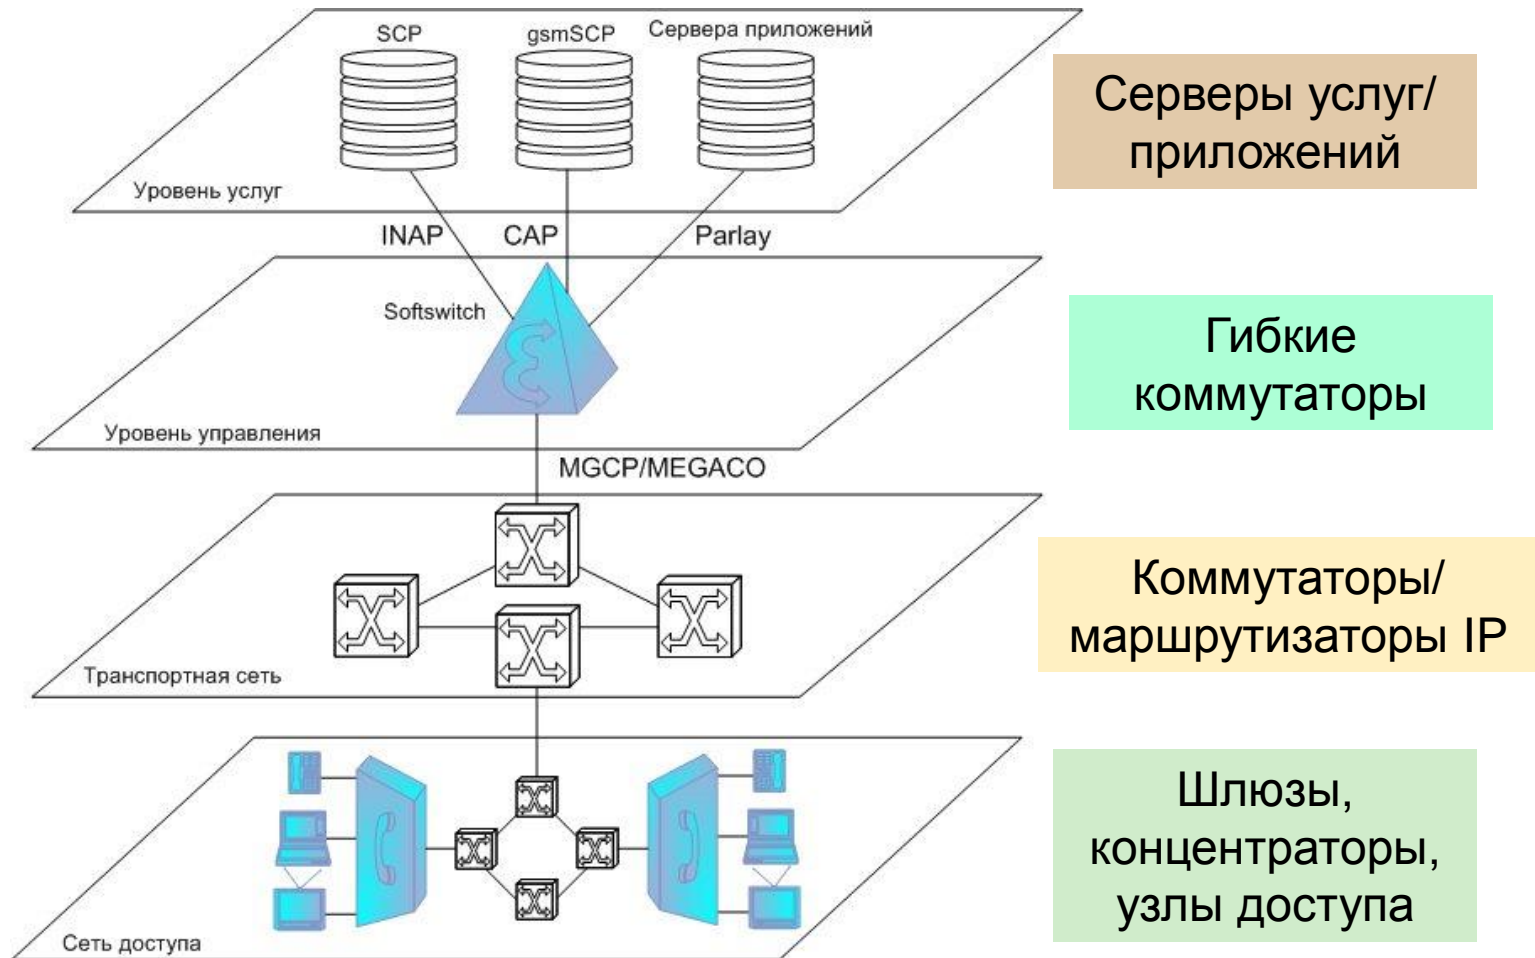 SCP
gsmSCP
Сервера приложений
Серверы услуг/
приложений
Уровень услуг
INAP
CAP
Parlay
Softswitch
Гибкие
коммутаторы
Уровень управления
MGCP/MEGACO
Коммутаторы/
маршрутизаторы IP
Транспортная сеть
Шлюзы,
концентраторы,
узлы доступа
Сеть доступа